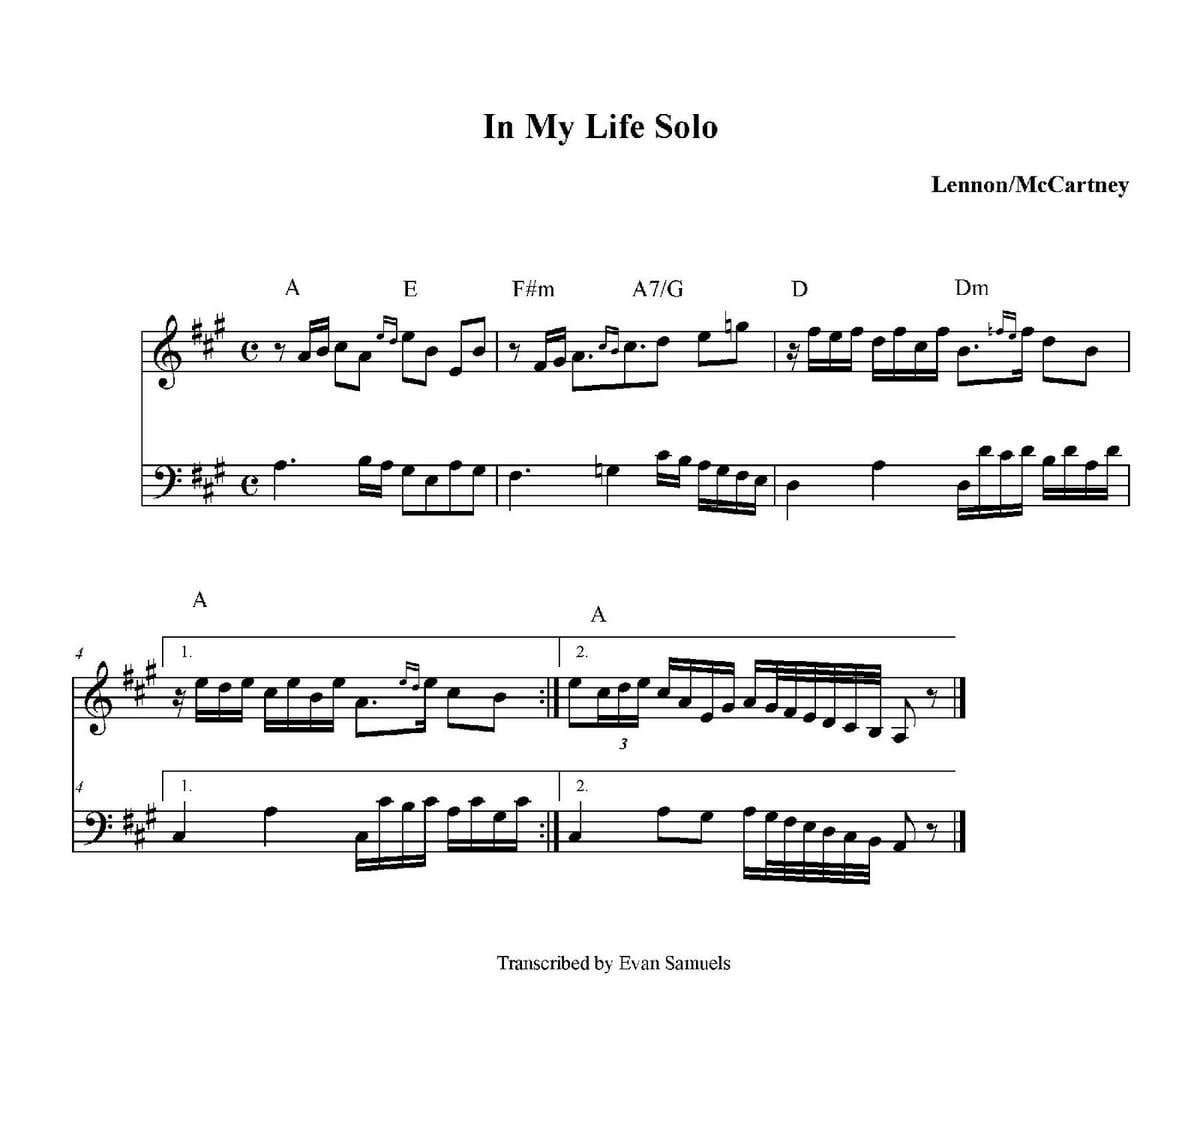 In My Life Solo
Lennon/McCartney
A E F#m A7/G D Dm
A A
4 1. 2.
3
4 1. 2.
Transcribed by Evan Samuels